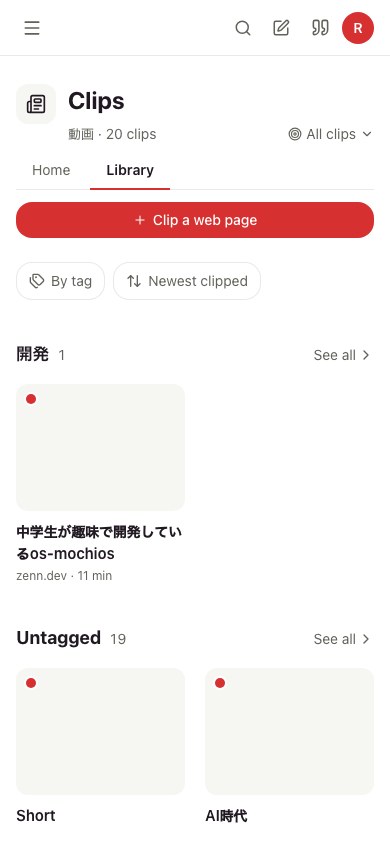 R
Clips
動画 · 20 clips
All clips
Home
Library
+ Clip a web page
By tag
Newest clipped
開発 1
See all
中学生が趣味で開発してい
るos-mochios
zenn.dev · 11 min
Untagged 19
See all
Short
AI時代